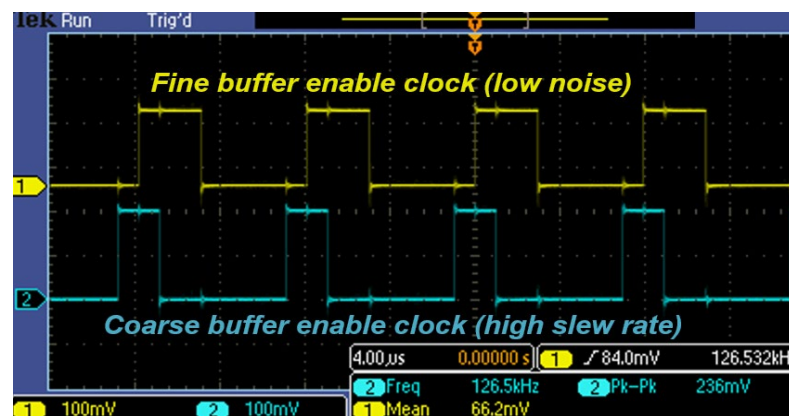 Tek Run Trig'd
T
T
Fine buffer enable clock (low noise)
1
2
Coarse buffer enable clock (high slew rate)
4.00µs 0.00000 s 1 84.0mV 126.532kH
2 Freq 126.5kHz 2 Pk-Pk 236mV
1 100mV 2 100mV 1 Mean 66.2mV